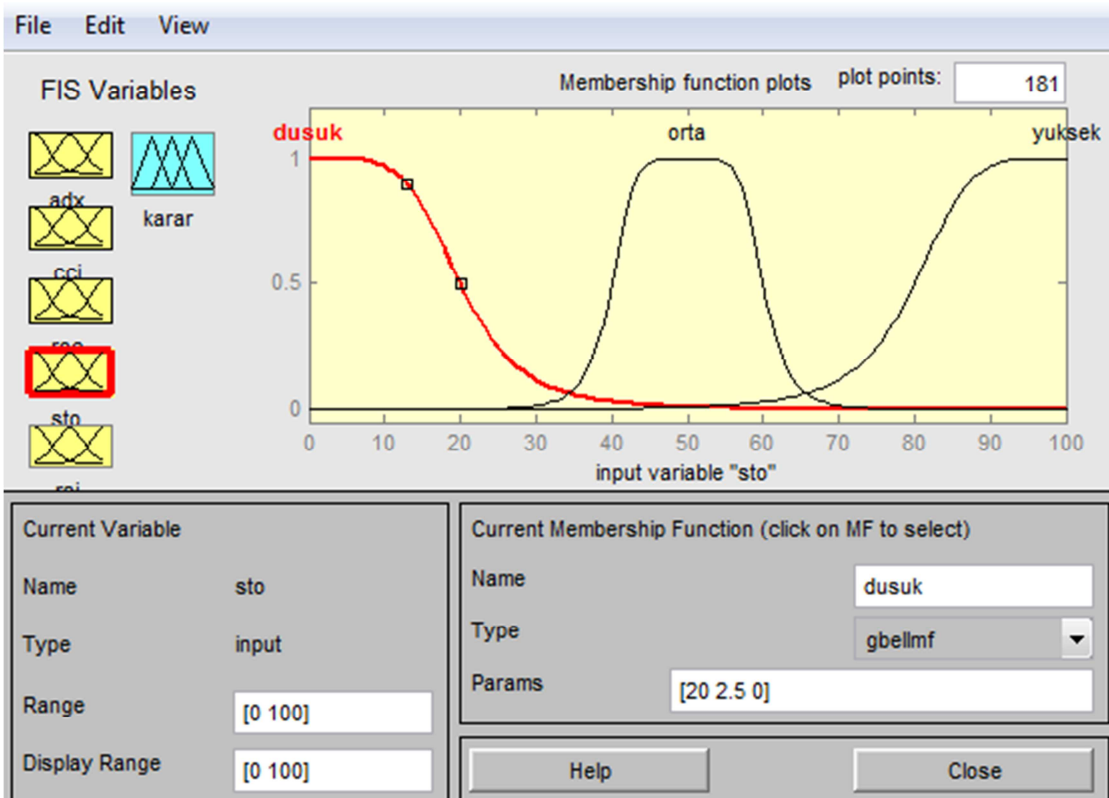 File Edit View
FIS Variables
Membership function plots plot points: 181
dusuk orta yuksek
adx
karar
cci
sto
1
0.5
0
0 10 20 30 40 50 60 70 80 90 100
input variable "sto"
Current Variable
Name sto
Type input
Range [0 100]
Display Range [0 100]
Current Membership Function (click on MF to select)
Name dusuk
Type gbellmf
Params [20 2.5 0]
Help Close